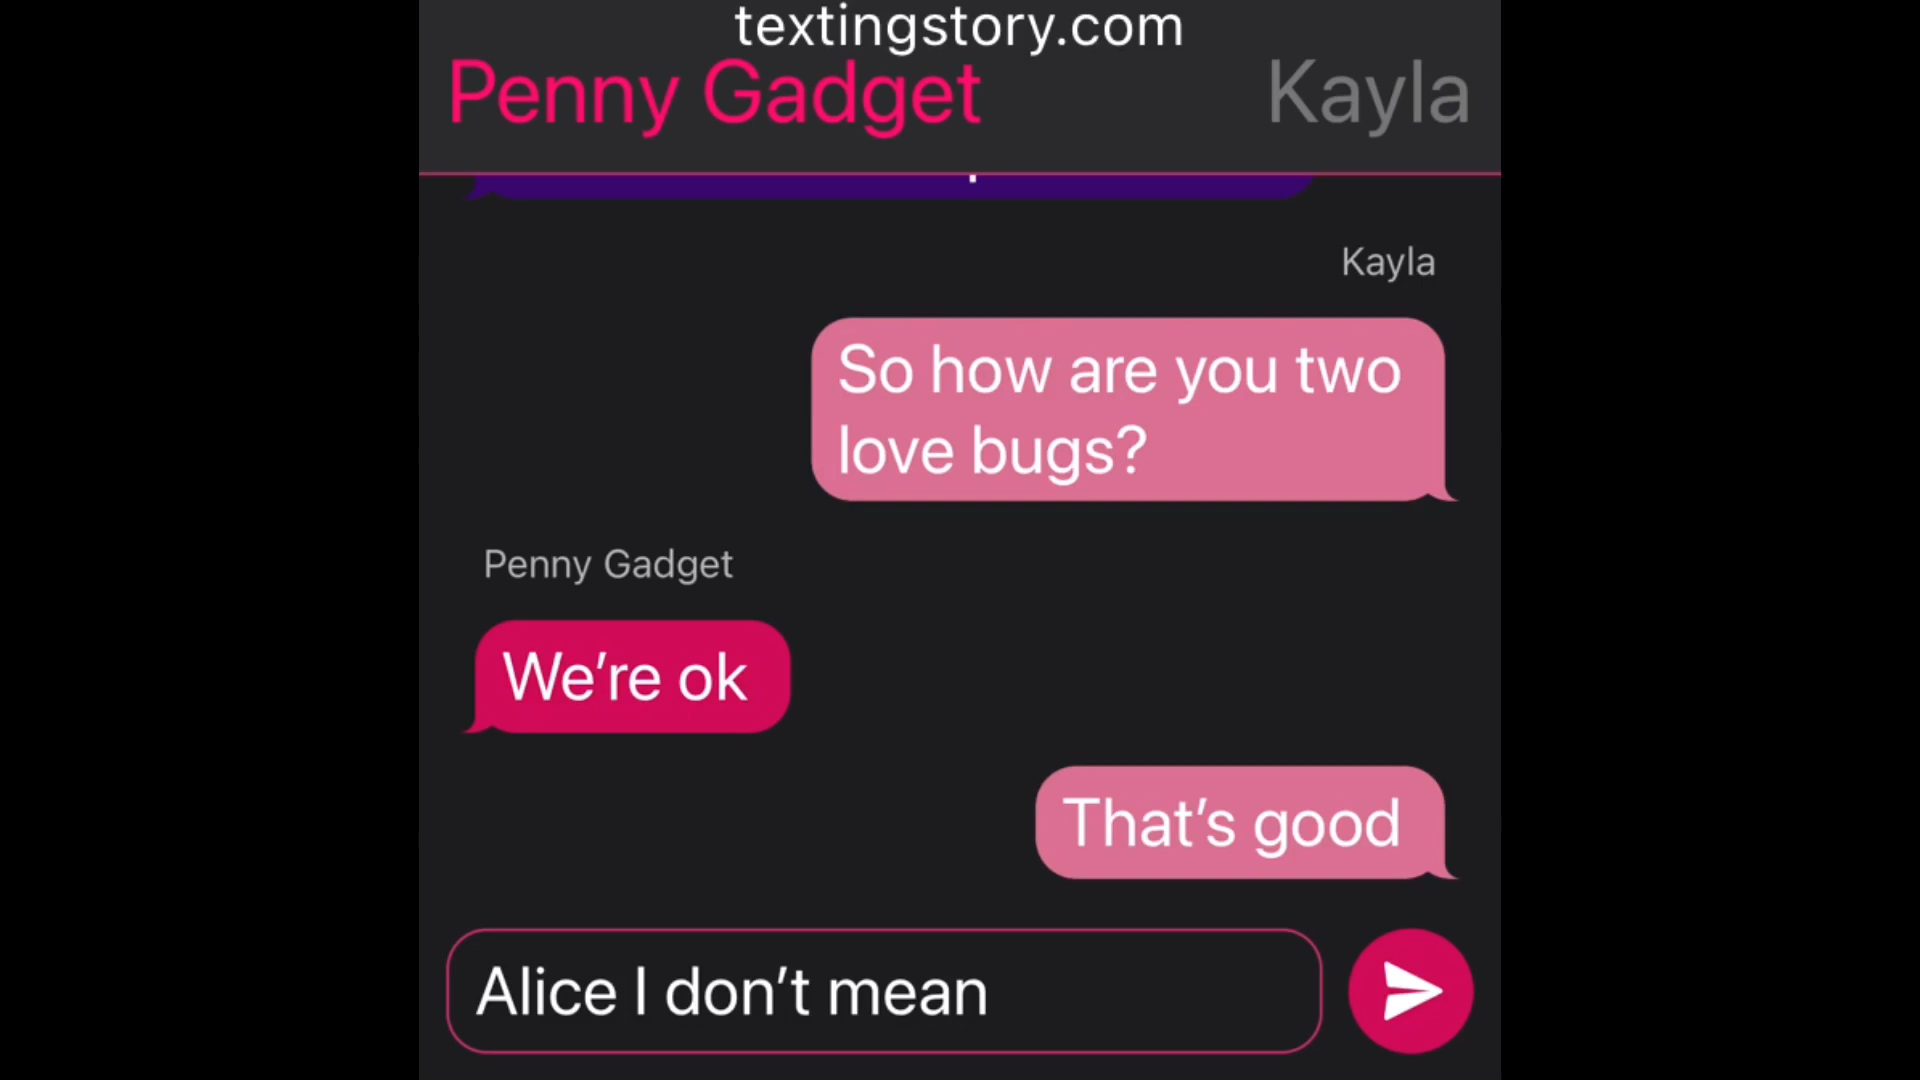 textingstory.com
Penny Gadget
Kayla
Kayla
So how are you two
love bugs?
Penny Gadget
We’re ok
That’s good
Alice I don’t mean